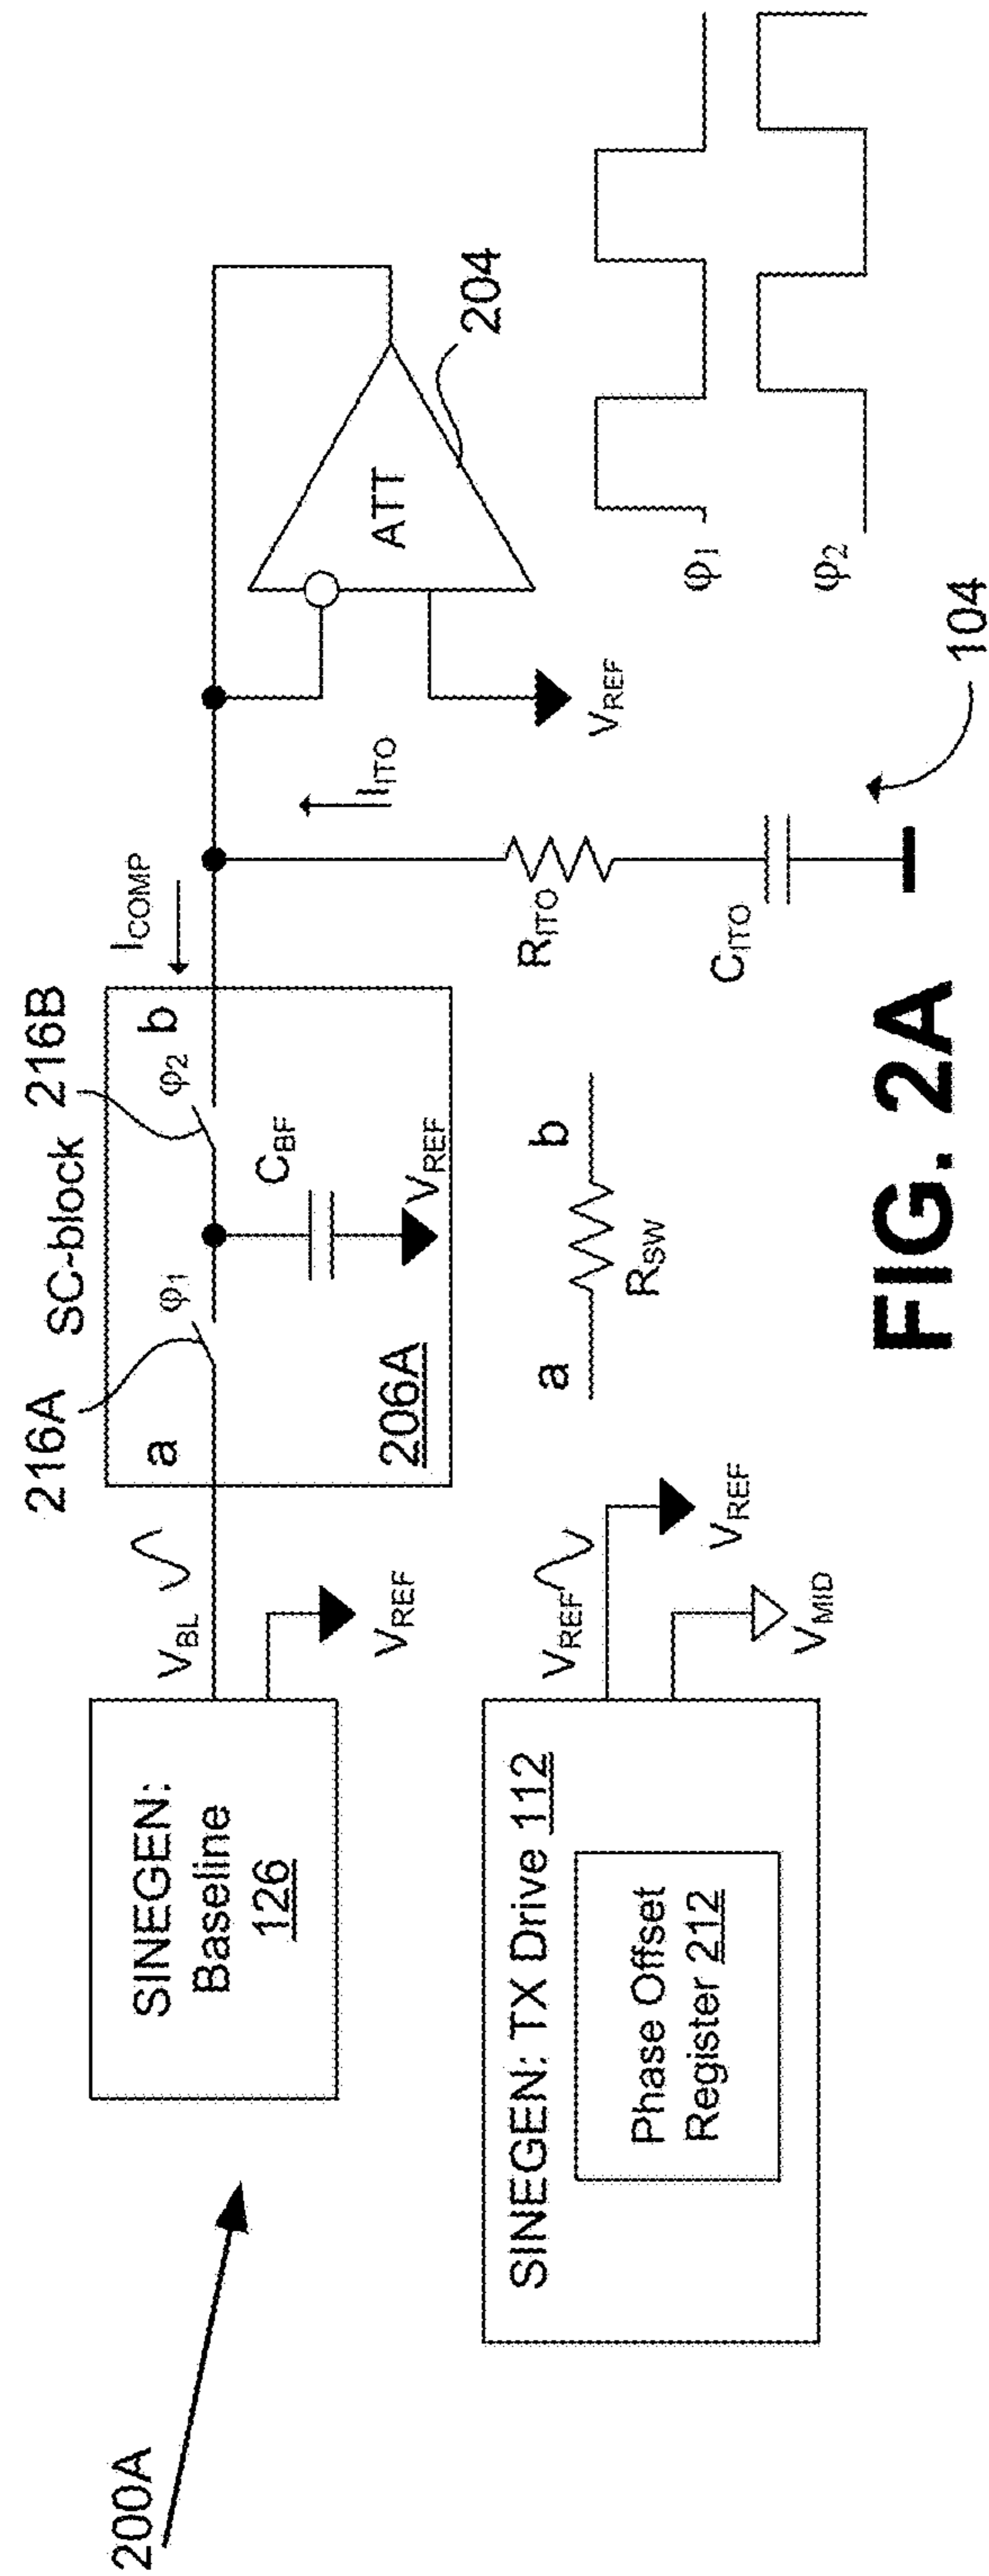 200A
SINEGEN:
Baseline
126
V_BL
V_REF
216A
SC-block
216B
a
φ1
φ2
b
C_BF
V_REF
206A
I_COMP
I_ITO
ATT
204
V_REF
R_ITO
C_ITO
104
SINEGEN: TX Drive 112
Phase Offset
Register 212
V_REF
V_REF
V_MID
a
b
R_SW
φ1
φ2
FIG. 2A